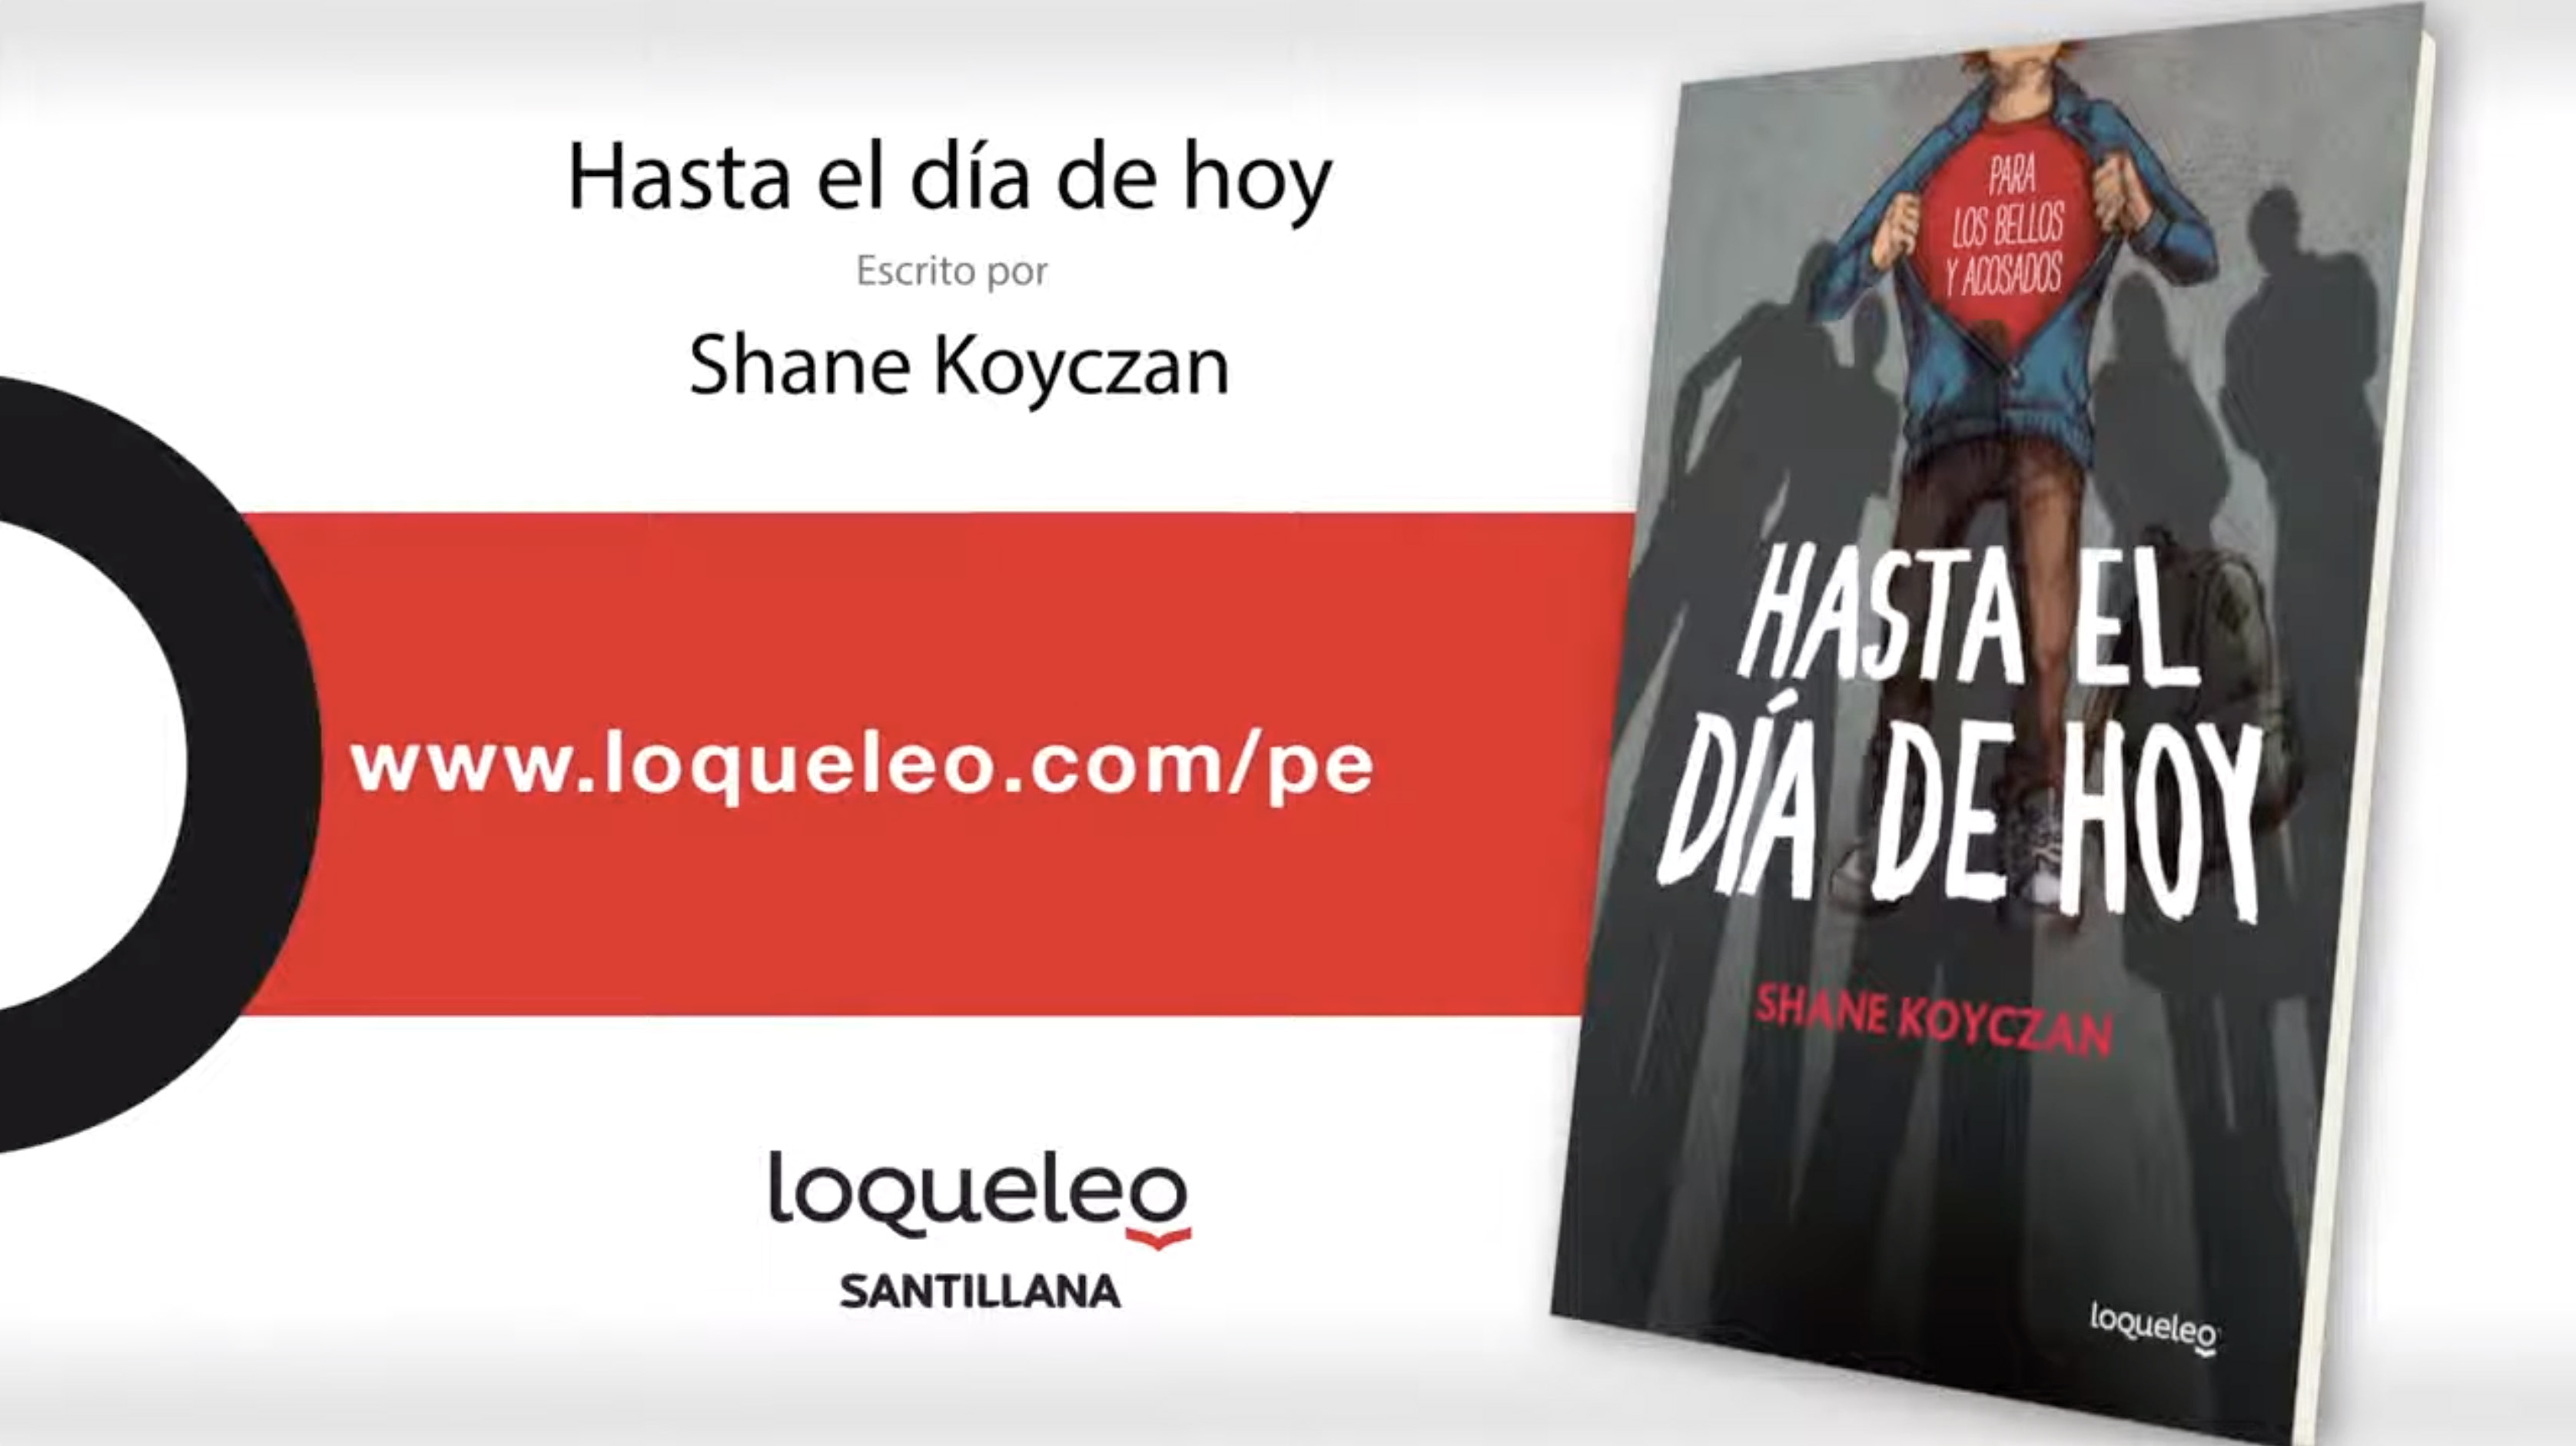 Hasta el día de hoy
Escrito por
Shane Koyczan
www.loqueleo.com/pe
loqueleo
SANTILLANA
PARA
LOS BELLOS
Y ACOSADOS
HASTA EL
DÍA DE HOY
SHANE KOYCZAN
loqueleo